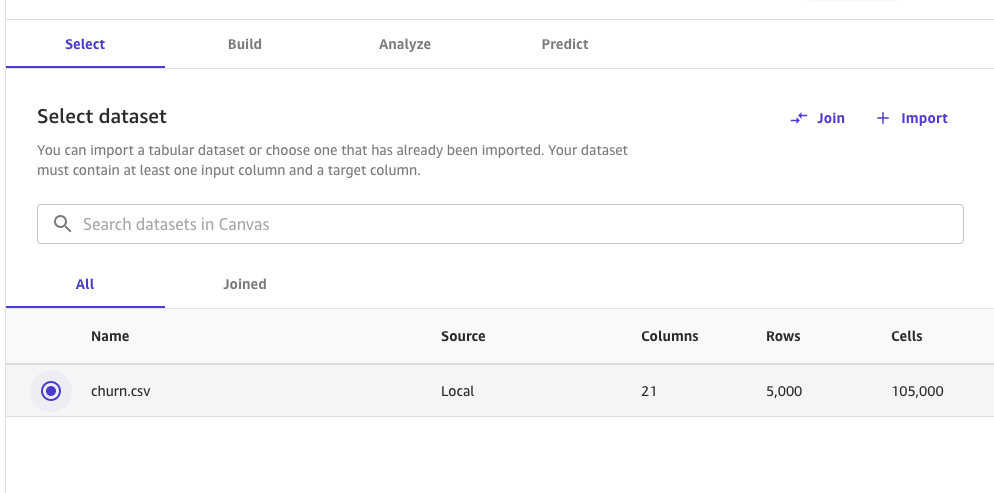 Select Build Analyze Predict
Select dataset
Join Import
You can import a tabular dataset or choose one that has already been imported. Your dataset
must contain at least one input column and a target column.
Search datasets in Canvas
All Joined
Name Source Columns Rows Cells
churn.csv Local 21 5,000 105,000